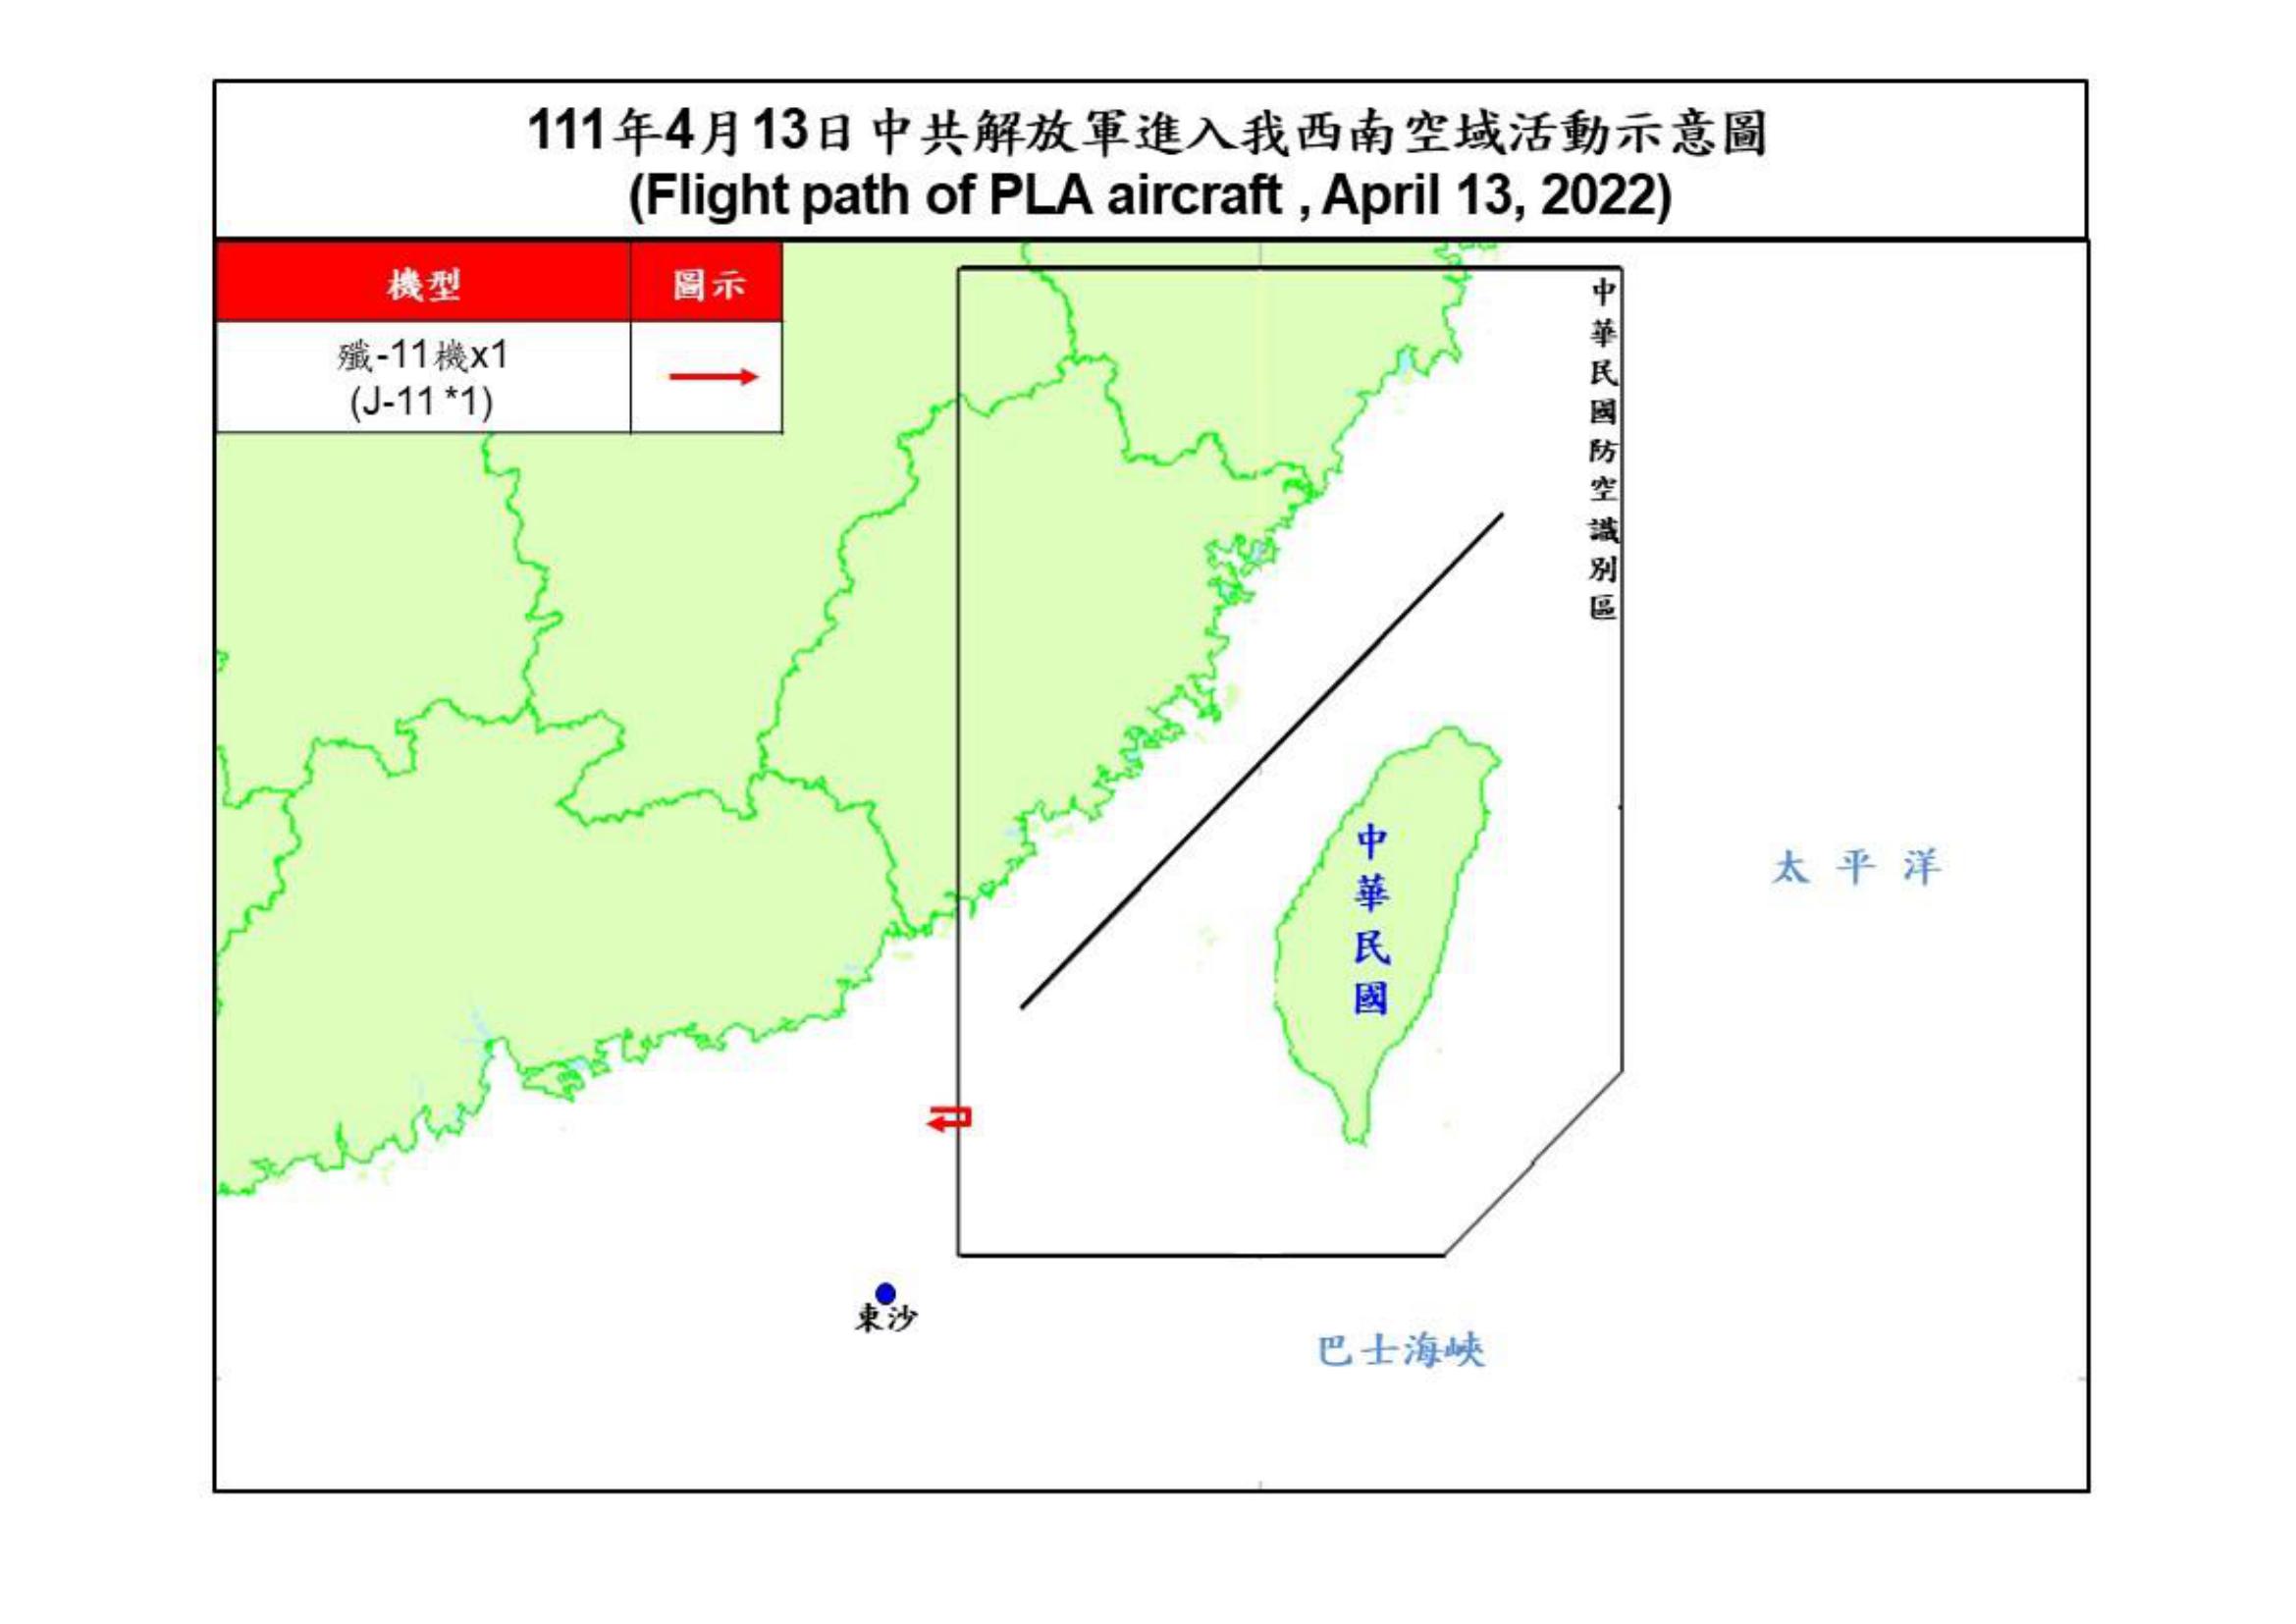 111年4月13日中共解放軍進入我西南空域活動示意圖
(Flight path of PLA aircraft , April 13, 2022)
機型
圖示
殲-11機x1
(J-11 *1)
中華民國防空識別區
中華民國
太平洋
東沙
巴士海峽